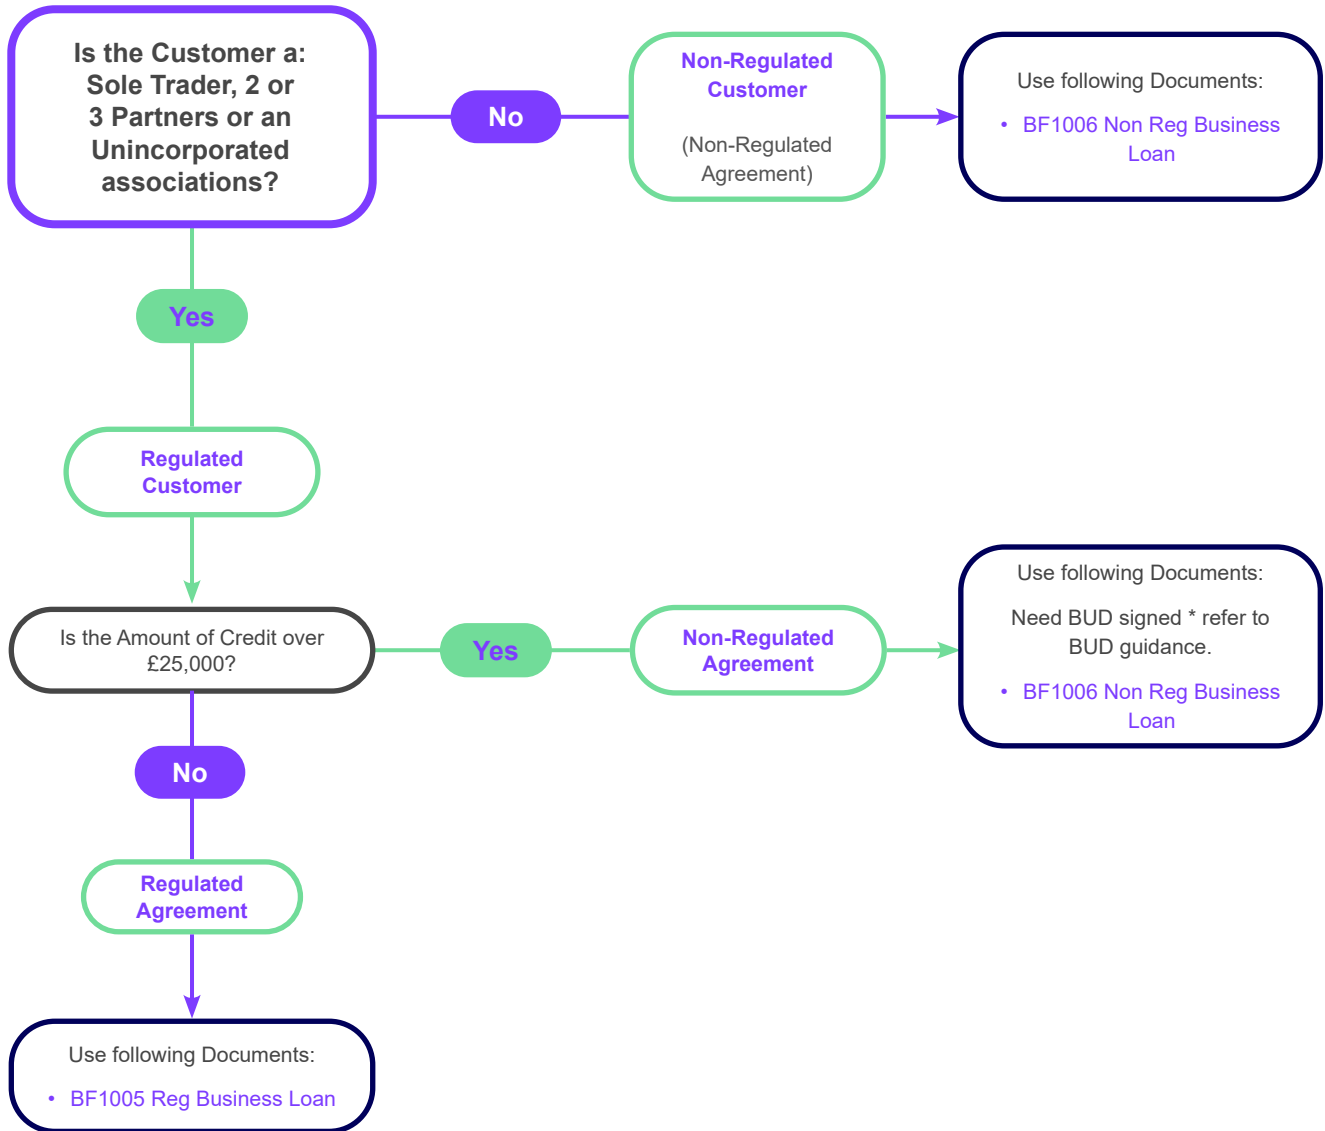 Is the Customer a:
Sole Trader, 2 or
3 Partners or an
Unincorporated
associations?
No
Non-Regulated
Customer
(Non-Regulated
Agreement)
Use following Documents:
• BF1006 Non Reg Business
Loan
Yes
Regulated
Customer
Is the Amount of Credit over
£25,000?
Yes
Non-Regulated
Agreement
Use following Documents:
Need BUD signed * refer to
BUD guidance.
• BF1006 Non Reg Business
Loan
No
Regulated
Agreement
Use following Documents:
• BF1005 Reg Business Loan